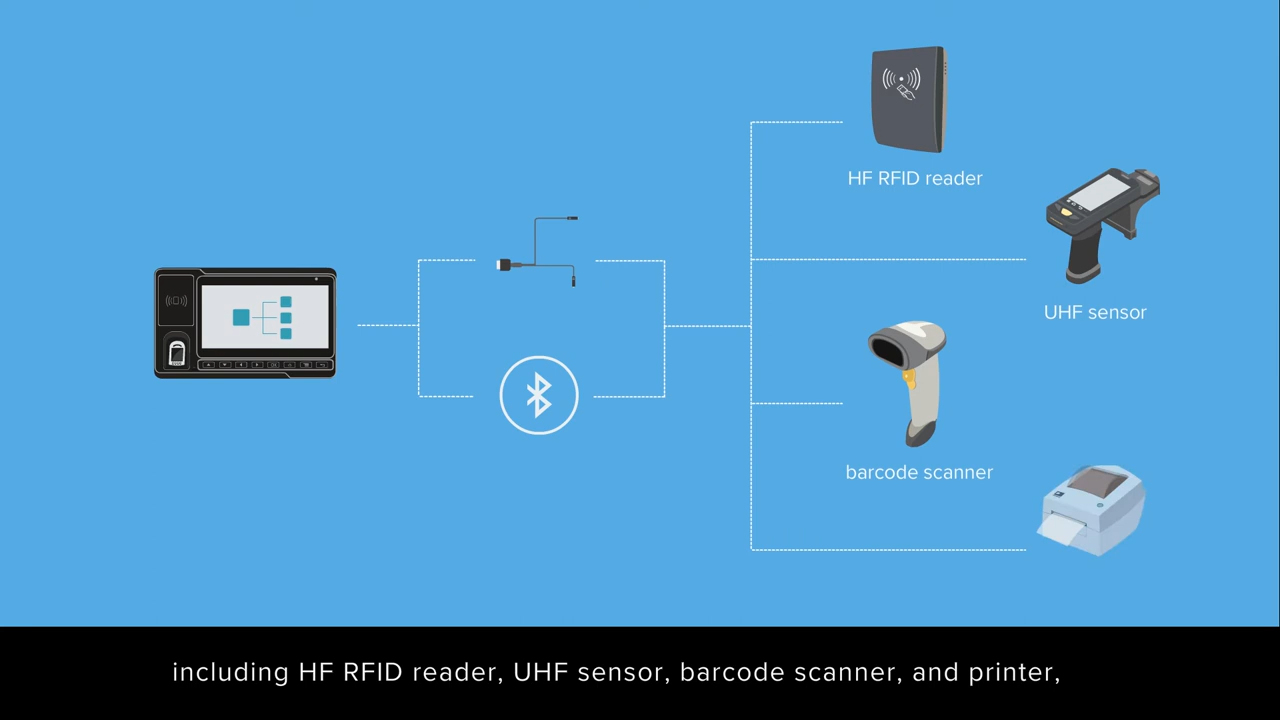 HF RFID reader
UHF sensor
barcode scanner
including HF RFID reader, UHF sensor, barcode scanner, and printer,